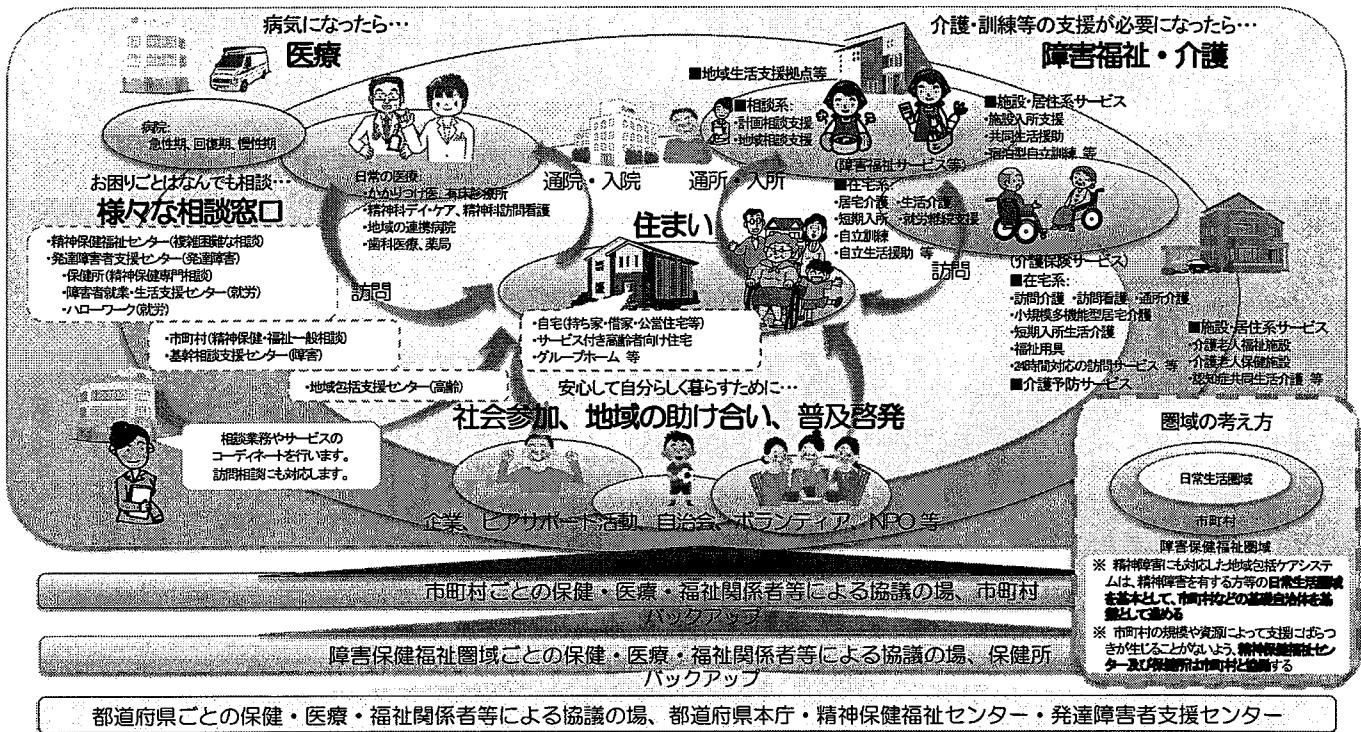 病気になったら…
医療
病院:
急性期、回復期、慢性期
日常の医療:
・かかりつけ医、有床診療所
・精神科デイ・ケア、精神科訪問看護
・地域の連携病院
・歯科医療、薬局
お困りごとはなんでも相談…
様々な相談窓口
・精神保健福祉センター(複雑困難な相談)
・発達障害者支援センター(発達障害)
・保健所(精神保健専門相談)
・障害者就業・生活支援センター(就労)
・ハローワーク(就労)
・市町村(精神保健・福祉一般相談)
・基幹相談支援センター(障害)
・地域包括支援センター(高齢)
相談業務やサービスの
コーディネートを行います。
訪問相談にも対応します。
通院・入院
訪問
住まい
・自宅(持ち家・借家・公営住宅等)
・サービス付き高齢者向け住宅
・グループホーム 等
安心して自分らしく暮らすために…
社会参加、地域の助け合い、普及啓発
企業、ピアサポート活動、自治会、ボランティア、NPO 等
介護・訓練等の支援が必要になったら…
障害福祉・介護
■地域生活支援拠点等
■相談系:
・計画相談支援
・地域相談支援
通所・入所
■施設・居住系サービス
・施設入所支援
・共同生活援助
・宿泊型自立訓練 等
(障害福祉サービス等)
■在宅系:
・居宅介護 ・生活介護
・短期入所 ・就労継続支援
・自立訓練
・自立生活援助 等
訪問
(介護保険サービス)
■在宅系:
・訪問介護 ・訪問看護 ・通所介護
・小規模多機能型居宅介護
・短期入所生活介護
・福祉用具
・24時間対応の訪問サービス 等
■介護予防サービス
■施設・居住系サービス
・介護老人福祉施設
・介護老人保健施設
・認知症共同生活介護 等
圏域の考え方
日常生活圏域
市町村
障害保健福祉圏域
※ 精神障害にも対応した地域包括ケアシステ
ムは、精神障害を有する方等の日常生活圏域
を基本として、市町村などの基礎自治体を基
盤として進める
※ 市町村の規模や資源によって支援にばらつ
きが生じることがないよう、精神保健福祉セン
ター及び保健所は市町村と協働する
市町村ごとの保健・医療・福祉関係者等による協議の場、市町村
バックアップ
障害保健福祉圏域ごとの保健・医療・福祉関係者等による協議の場、保健所
バックアップ
都道府県ごとの保健・医療・福祉関係者等による協議の場、都道府県本庁・精神保健福祉センター・発達障害者支援センター